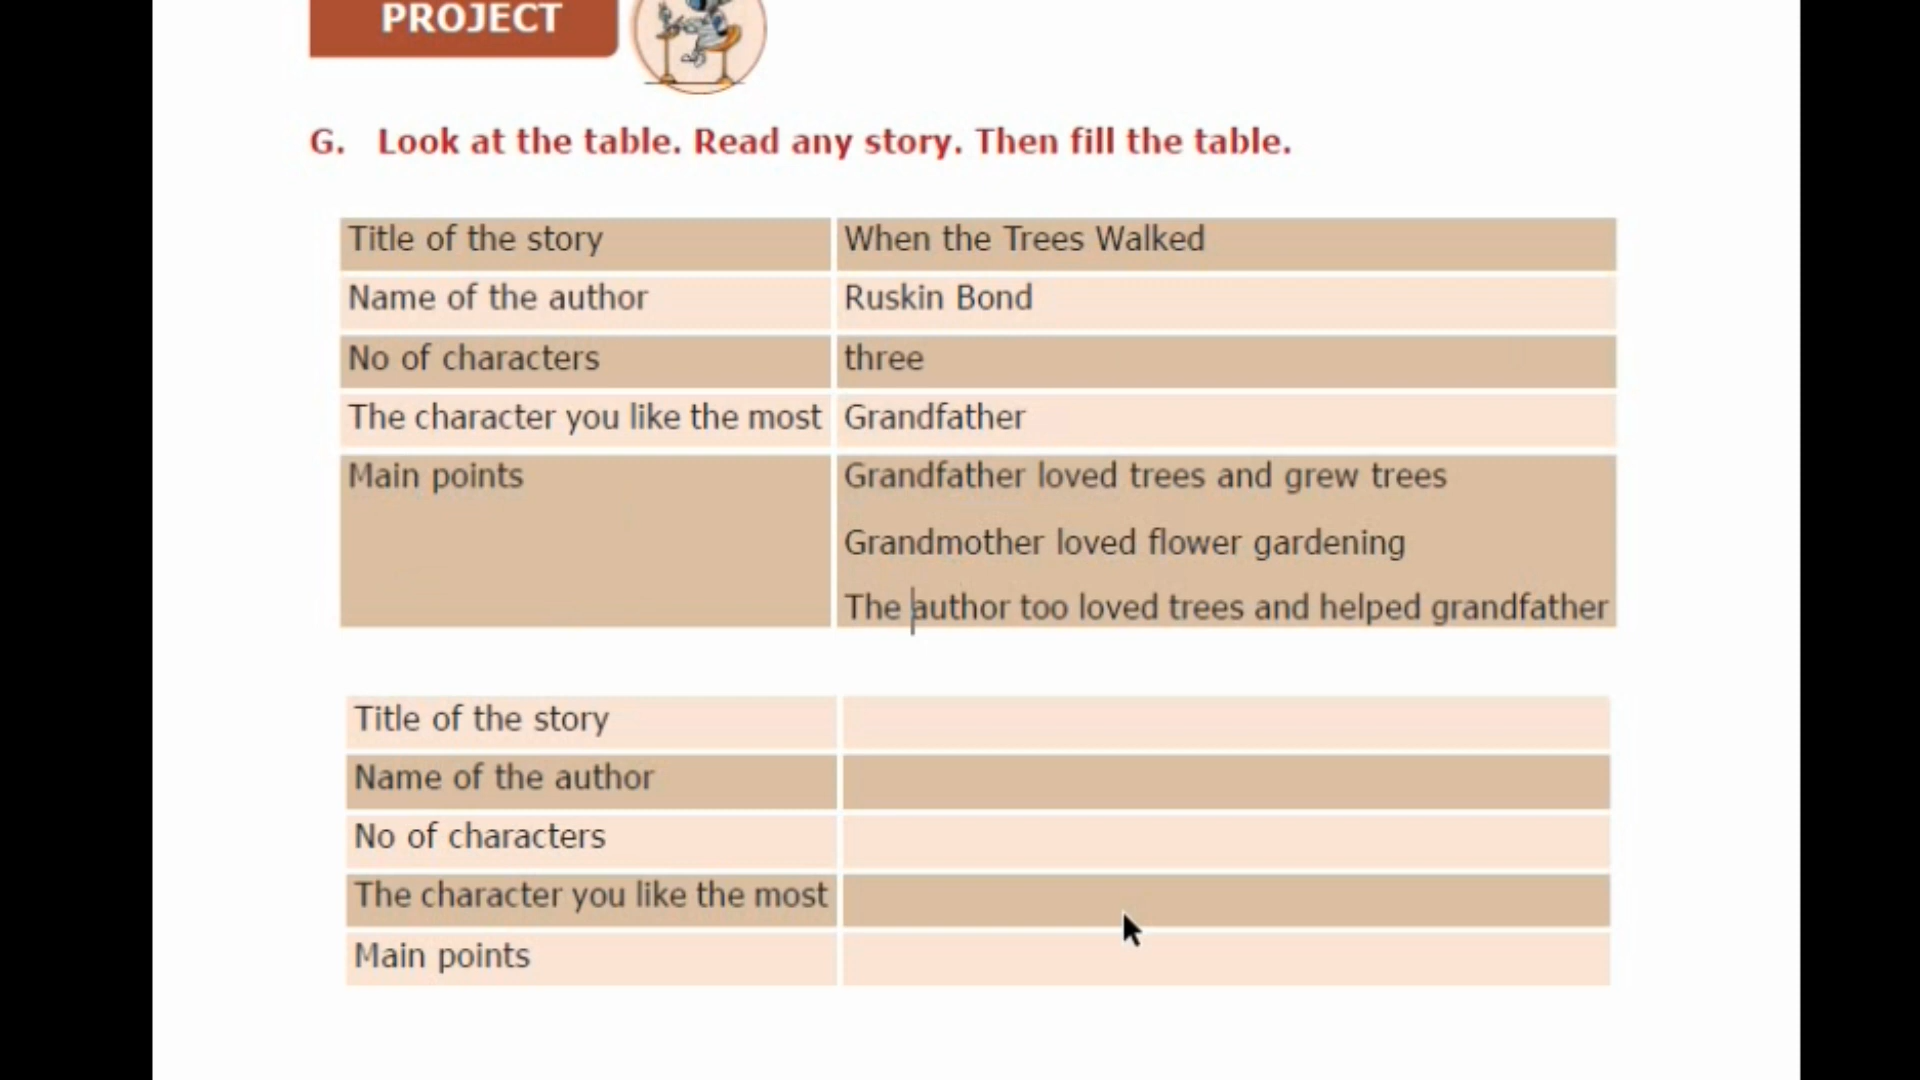 PROJECT
G. Look at the table. Read any story. Then fill the table.
Title of the story When the Trees Walked
Name of the author Ruskin Bond
No of characters three
The character you like the most Grandfather
Main points Grandfather loved trees and grew trees
Grandmother loved flower gardening
The author too loved trees and helped grandfather
Title of the story
Name of the author
No of characters
The character you like the most
Main points